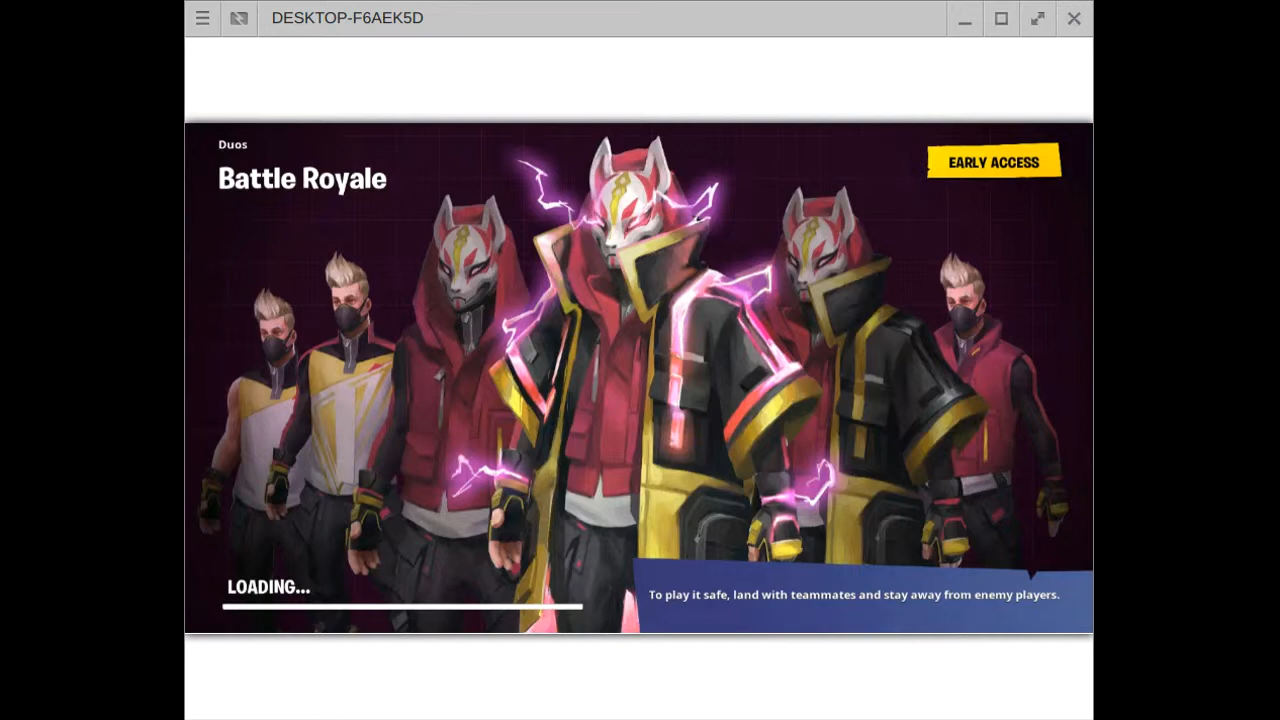 DESKTOP-F6AEK5D
Duos
Battle Royale
EARLY ACCESS
LOADING...
To play it safe, land with teammates and stay away from enemy players.